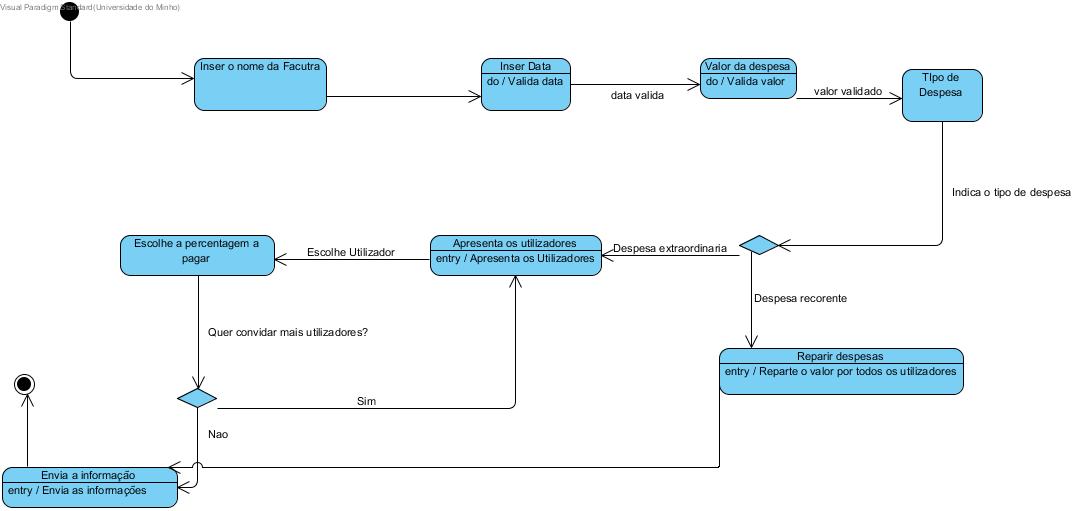 Visual Paradigm Standard(Universidade do Minho)
Inser o nome da Facutra
Inser Data
do / Valida data
data valida
Valor da despesa
do / Valida valor
valor validado
TIpo de
Despesa
Indica o tipo de despesa
Escolhe a percentagem a
pagar
Escolhe Utilizador
Apresenta os utilizadores
entry / Apresenta os Utilizadores
Despesa extraordinaria
Despesa recorente
Quer convidar mais utilizadores?
Reparir despesas
entry / Reparte o valor por todos os utilizadores
Sim
Nao
Envia a informação
entry / Envia as informações